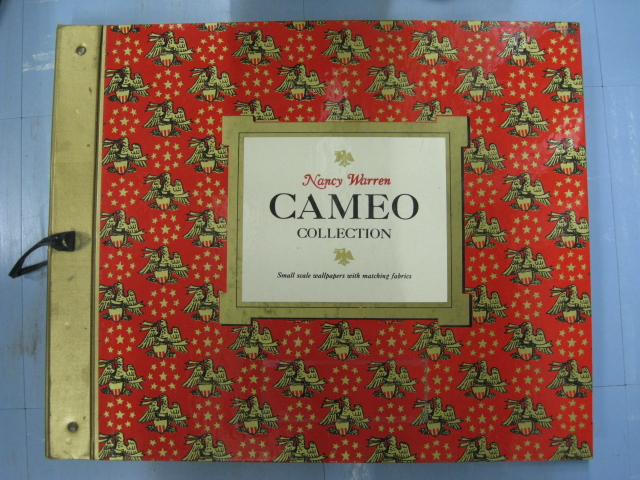 Nancy Warren
CAMEO
COLLECTION
Small scale wallpapers with matching fabrics